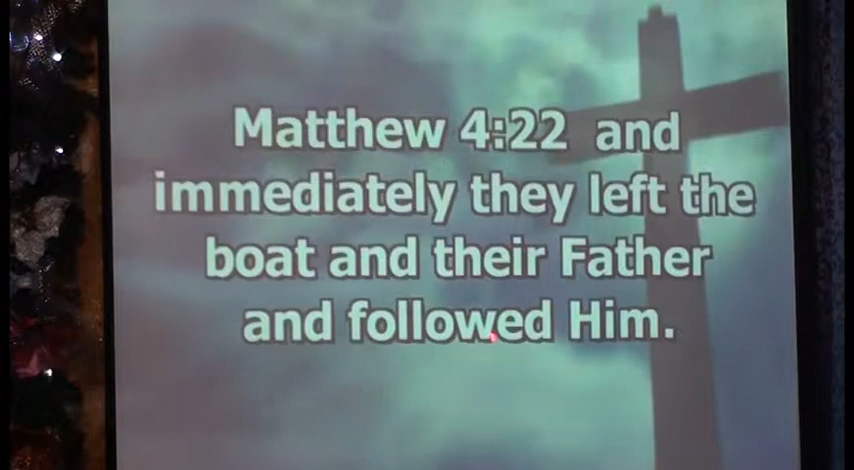 Matthew 4:22 and
immediately they left the
boat and their Father
and followed Him.